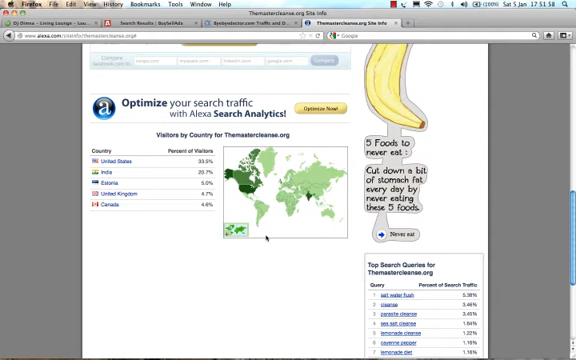 Firefox File Edit View History Bookmarks Tools Window Help
Sat 5 Jan 17:51:58
Themastercleanse.org Site Info
DJ Dimsa – Living Lounge – Lau...
Search Results | BuySellAds
Byebyedoctor.com Traffic and D...
Themastercleanse.org Site Info
www.alexa.com/siteinfo/themastercleanse.org#
Google
Compare
Compare
Optimize your search traffic
with Alexa Search Analytics!
Optimize Now!
Visitors by Country for Themastercleanse.org
Country Percent of Visitors
United States 33.5%
India 20.7%
Estonia 5.0%
United Kingdom 4.7%
Canada 4.6%
5 Foods to
never eat :
Cut down a bit
of stomach fat
every day by
never eating
these 5 foods.
Never eat
Top Search Queries for
Themastercleanse.org
Query Percent of Search Traffic
1 salt water flush 5.38%
2 cleanse 3.46%
3 parasite cleanse 3.45%
4 sea salt cleanse 1.64%
5 lemonade cleanse 1.22%
6 cayenne pepper 1.16%
7 lemonade diet 1.16%